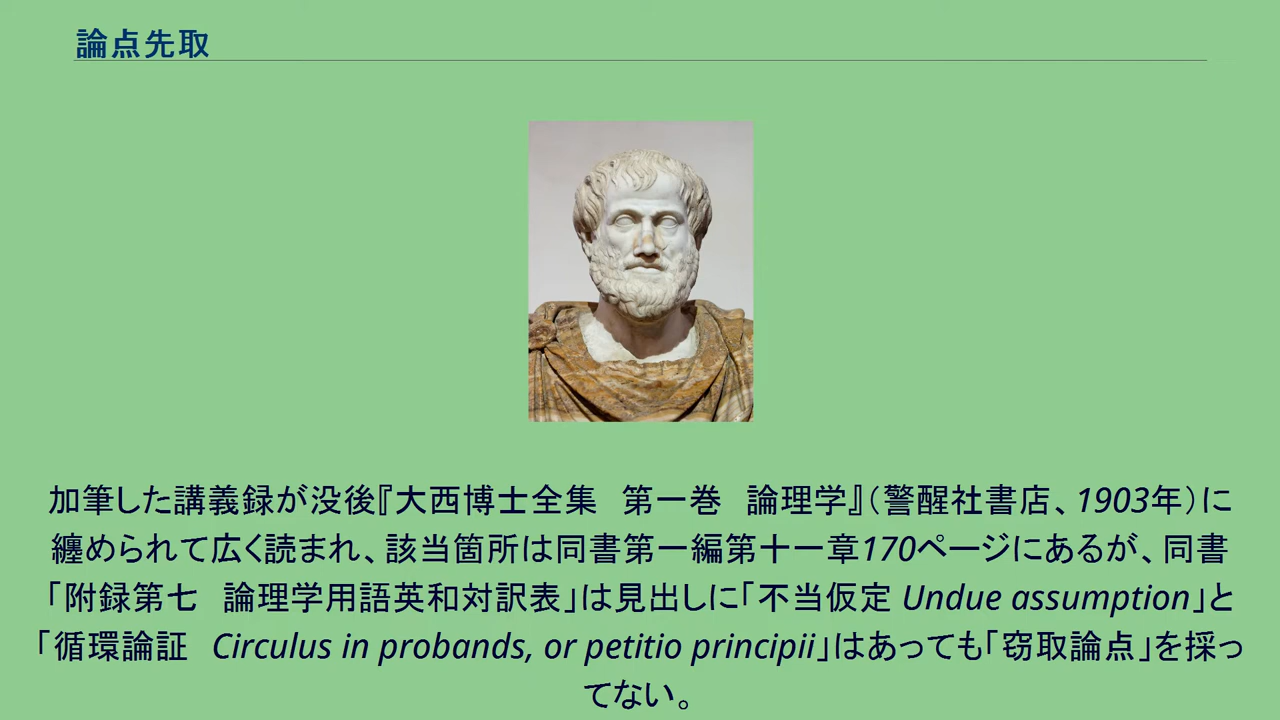 論点先取
加筆した講義録が没後『大西博士全集　第一巻　論理学』（警醒社書店、1903年）に
纏められて広く読まれ、該当箇所は同書第一編第十一章170ページにあるが、同書
「附録第七　論理学用語英和対訳表」は見出しに「不当仮定 Undue assumption」と
「循環論証　Circulus in probands, or petitio principii」はあっても「窃取論点」を採っ
てない。